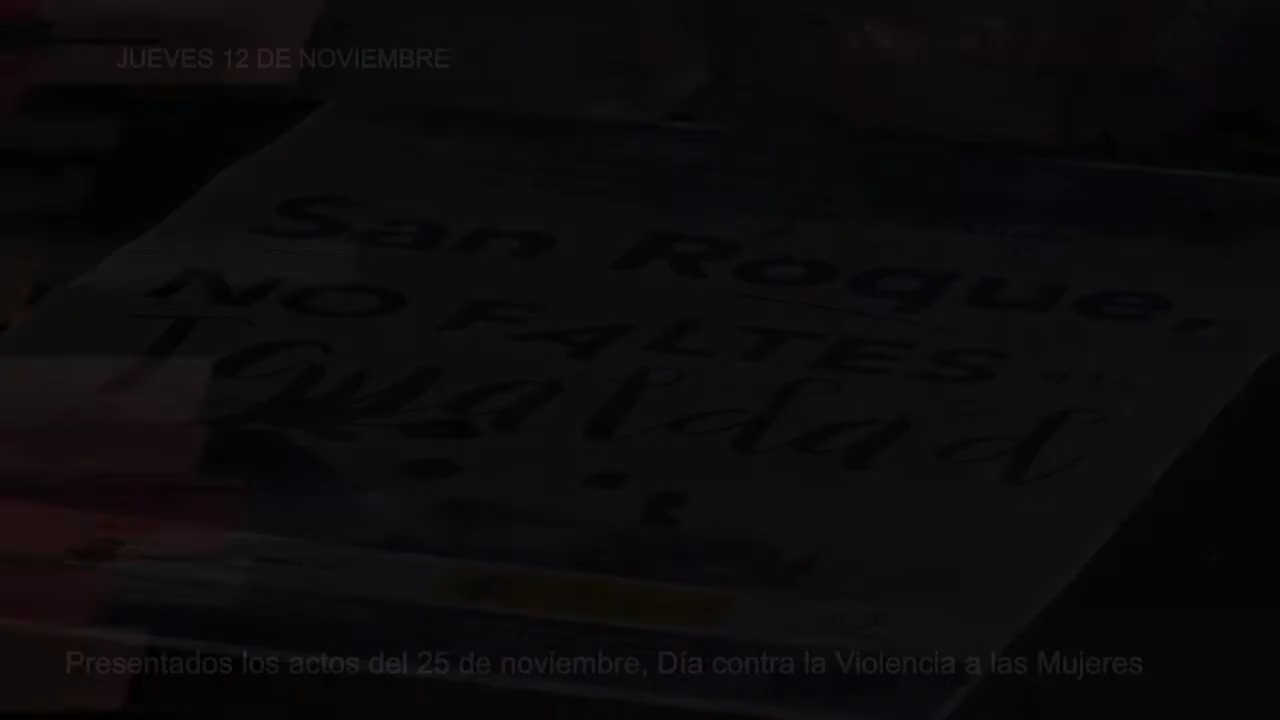 JUEVES 12 DE NOVIEMBRE
San Roque,
NO FALTES
Igualdad
Presentados los actos del 25 de noviembre, Día contra la Violencia a las Mujeres